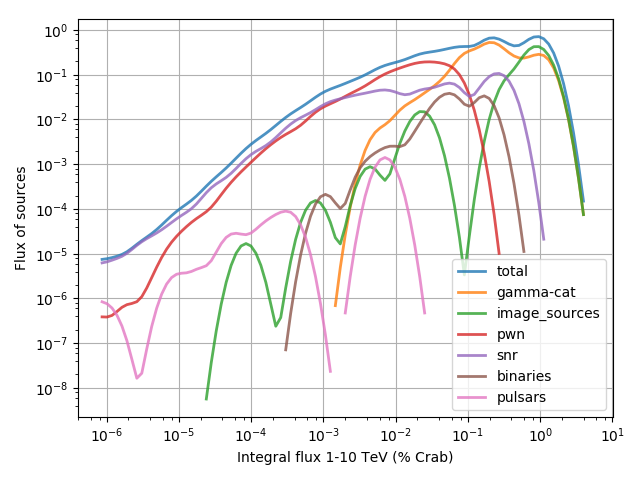 10⁰
10⁻¹
10⁻²
10⁻³
10⁻⁴
10⁻⁵
10⁻⁶
10⁻⁷
10⁻⁸
Flux of sources
total
gamma-cat
image_sources
pwn
snr
binaries
pulsars
10⁻⁶ 10⁻⁵ 10⁻⁴ 10⁻³ 10⁻² 10⁻¹ 10⁰ 10¹
Integral flux 1-10 TeV (% Crab)